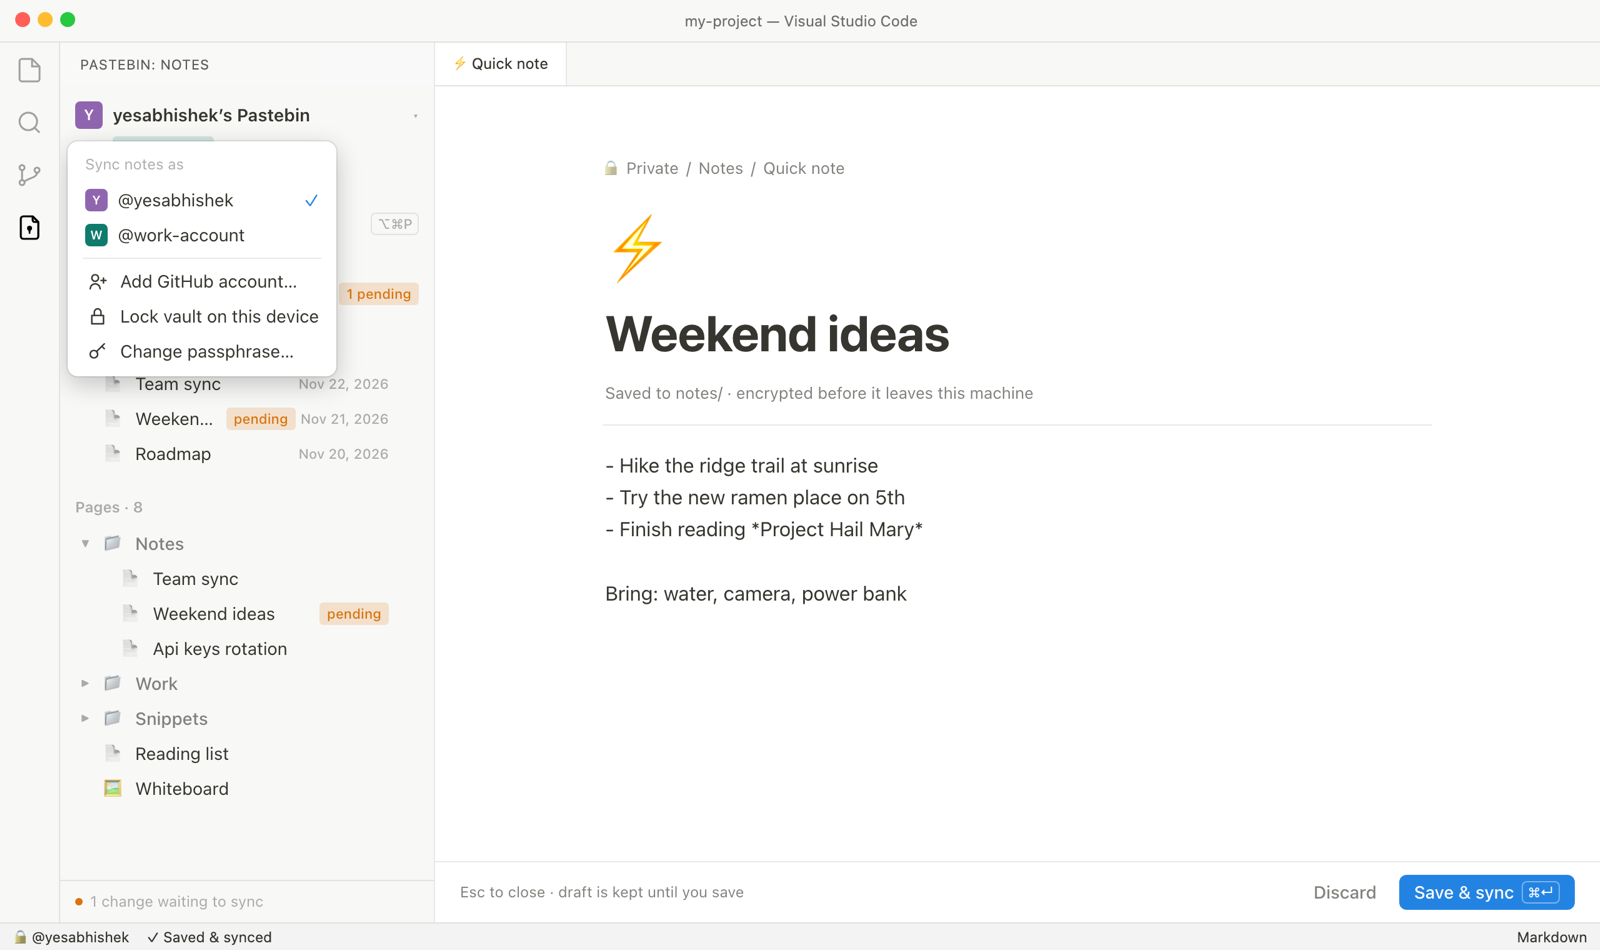 my-project — Visual Studio Code
PASTEBIN: NOTES
Y yesabhishek’s Pastebin
Sync notes as
Y @yesabhishek ✓
W @work-account
Add GitHub account...
Lock vault on this device
Change passphrase...
⌥⌘P
1 pending
Team sync Nov 22, 2026
Weeken... pending Nov 21, 2026
Roadmap Nov 20, 2026
Pages · 8
Notes
Team sync
Weekend ideas pending
Api keys rotation
Work
Snippets
Reading list
Whiteboard
1 change waiting to sync
⚡ Quick note
Private / Notes / Quick note
Weekend ideas
Saved to notes/ · encrypted before it leaves this machine
- Hike the ridge trail at sunrise
- Try the new ramen place on 5th
- Finish reading *Project Hail Mary*
Bring: water, camera, power bank
Esc to close · draft is kept until you save
Discard
Save & sync ⌘↵
@yesabhishek ✓ Saved & synced
Markdown